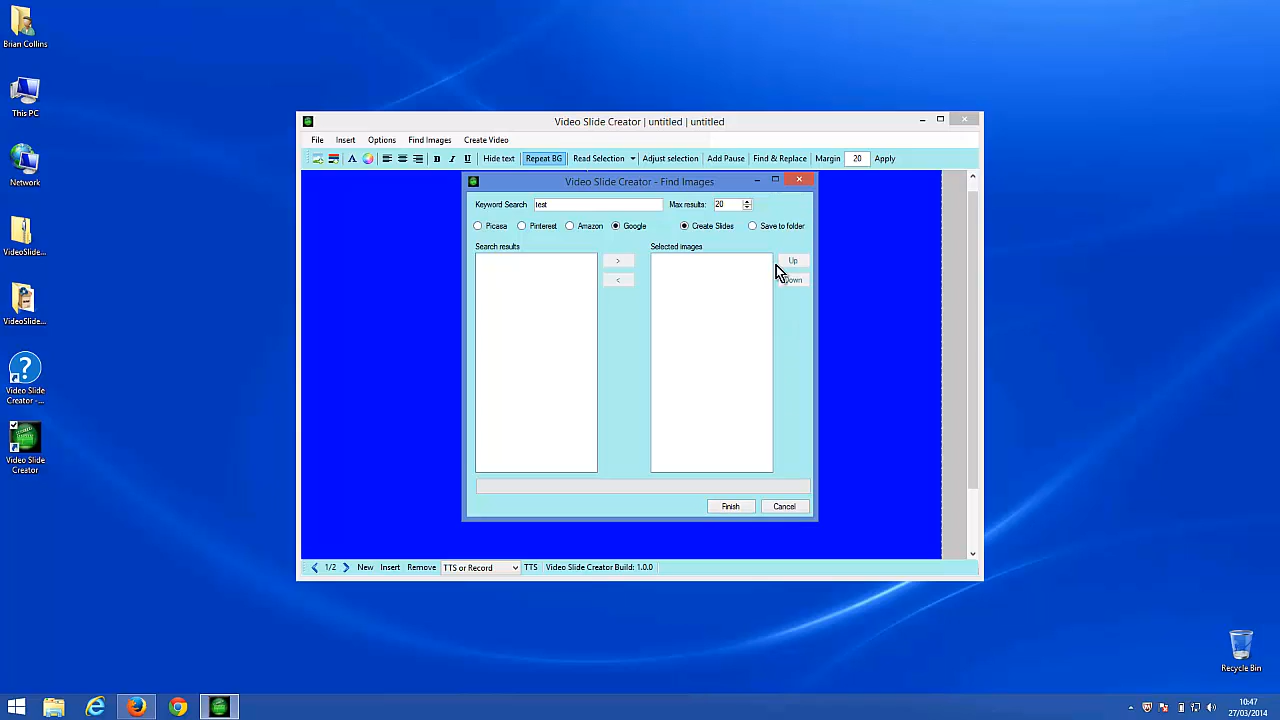 Brian Collins
This PC
Network
VideoSlide...
VideoSlide...
Video Slide
Creator -...
Video Slide
Creator
Video Slide Creator | untitled | untitled
File Insert Options Find Images Create Video
A B I U Hide text Repeat BG Read Selection Adjust selection Add Pause Find & Replace Margin 20 Apply
Video Slide Creator - Find Images
Keyword Search test Max results: 20
Picasa Pinterest Amazon Google Create Slides Save to folder
Search results Selected images
> Up
< Down
Finish Cancel
1/2 New Insert Remove TTS or Record TTS Video Slide Creator Build: 1.0.0
Recycle Bin
10:47
27/03/2014